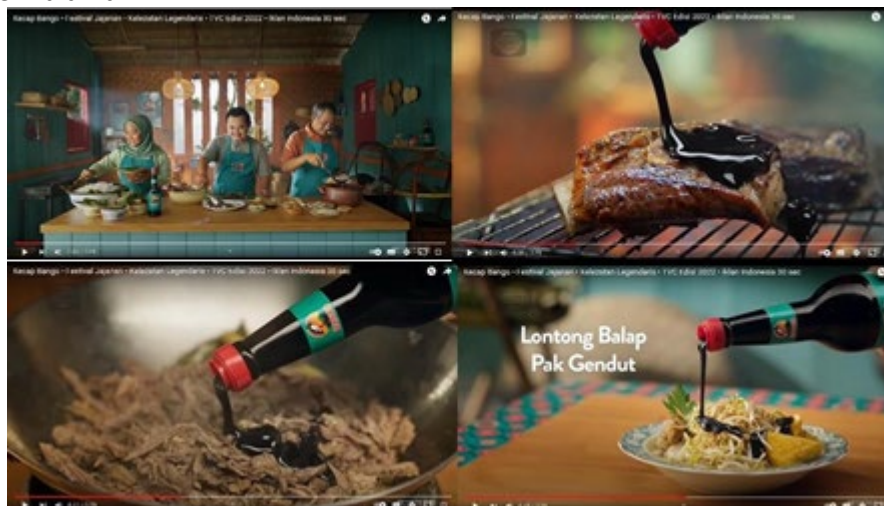 Kecap Bango - Festival Jajanan - Kelezatan Legendaris - TVC Edisi 2022 - Iklan Indonesia 30 sec
Kecap Bango - Festival Jajanan - Kelezatan Legendaris - TVC Edisi 2022 - Iklan Indonesia 30 sec
Kecap Bango - Festival Jajanan - Kelezatan Legendaris - TVC Edisi 2022 - Iklan Indonesia 30 sec
Kecap Bango - Festival Jajanan - Kelezatan Legendaris - TVC Edisi 2022 - Iklan Indonesia 30 sec
Lontong Balap
Pak Gendut